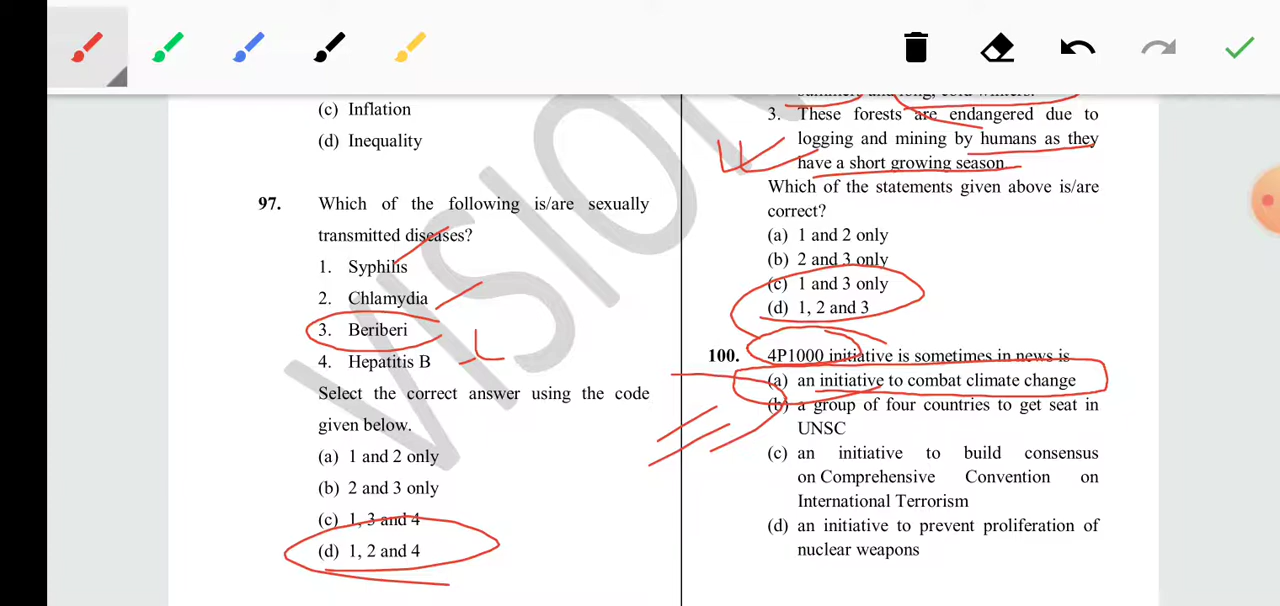 (c) Inflation
(d) Inequality
97. Which of the following is/are sexually
transmitted diseases?
1. Syphilis
2. Chlamydia
3. Beriberi
4. Hepatitis B
Select the correct answer using the code
given below.
(a) 1 and 2 only
(b) 2 and 3 only
(c) 1, 3 and 4
(d) 1, 2 and 4
summer, and long, cold winters.
3. These forests are endangered due to
logging and mining by humans as they
have a short growing season
Which of the statements given above is/are
correct?
(a) 1 and 2 only
(b) 2 and 3 only
(c) 1 and 3 only
(d) 1, 2 and 3
100. 4P1000 initiative is sometimes in news is
(a) an initiative to combat climate change
(b) a group of four countries to get seat in
UNSC
(c) an initiative to build consensus
on Comprehensive Convention on
International Terrorism
(d) an initiative to prevent proliferation of
nuclear weapons
VISION